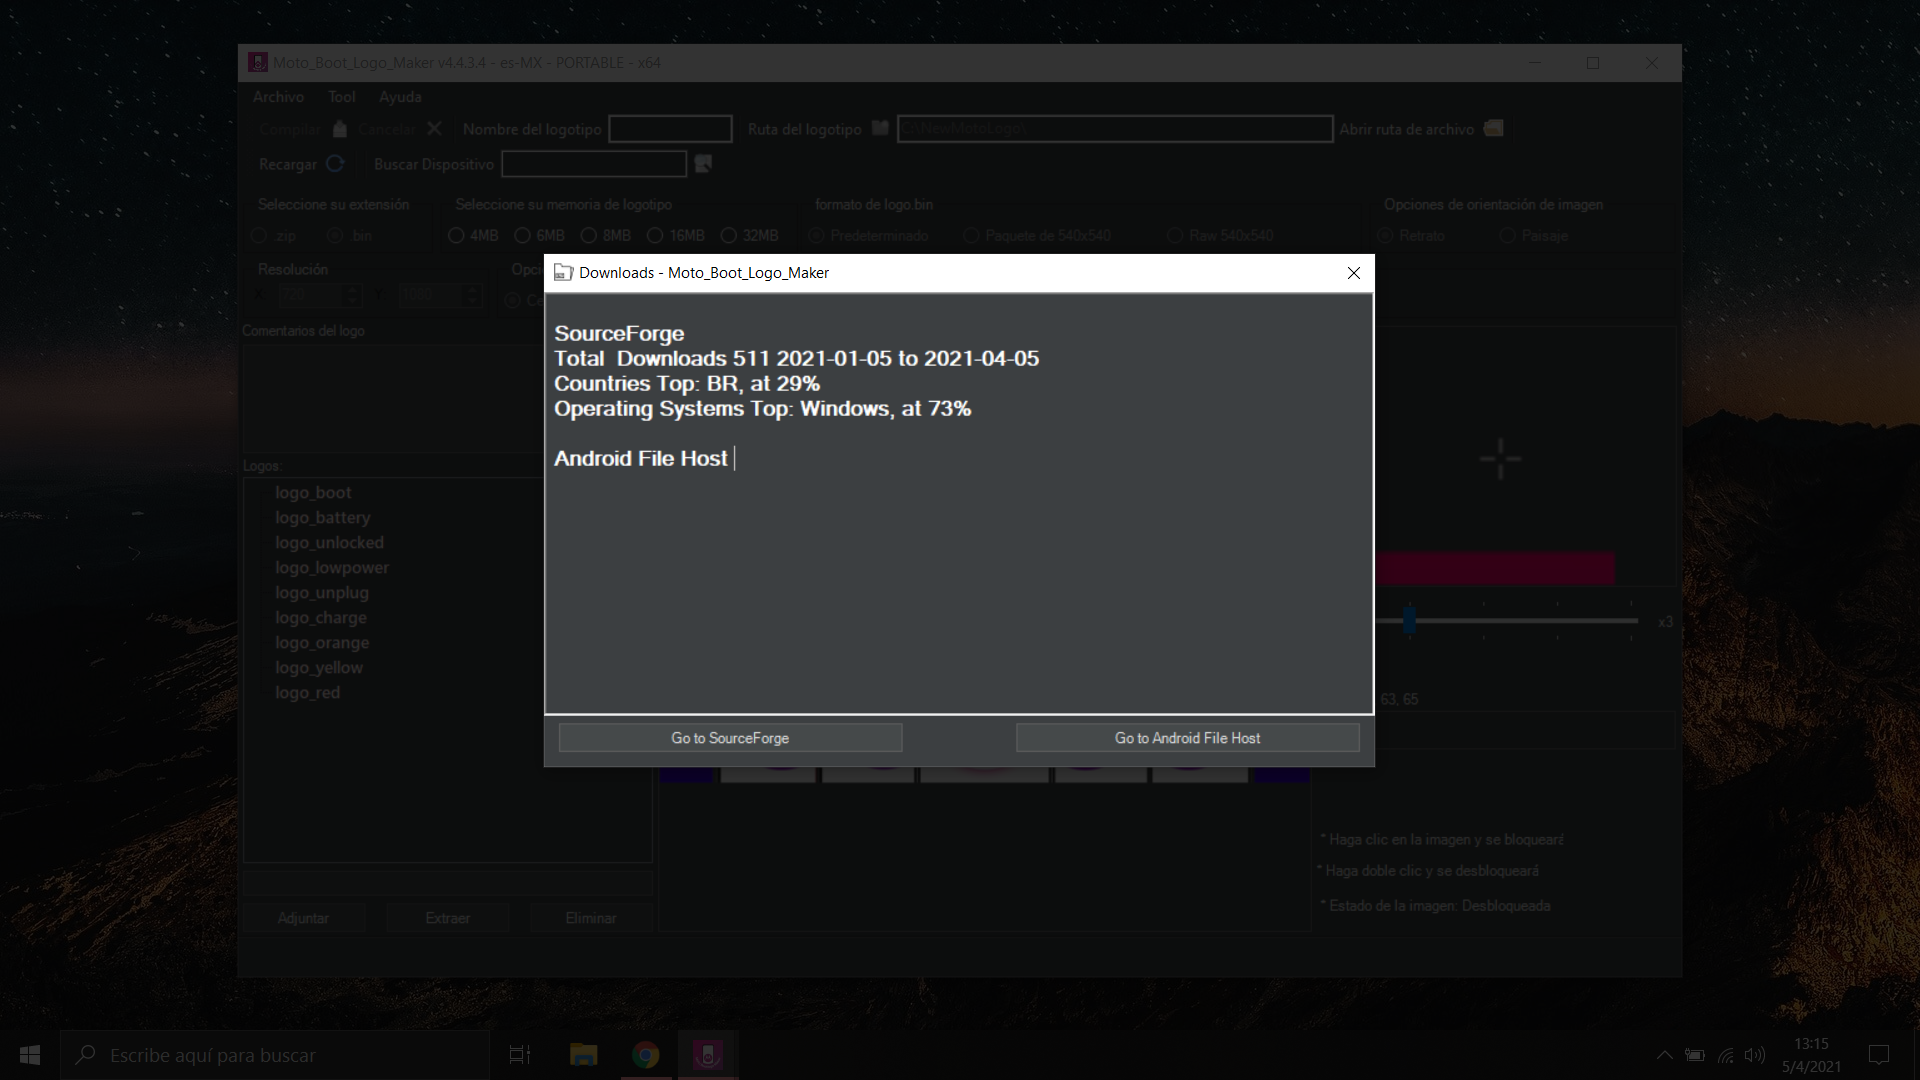 Moto_Boot_Logo_Maker v4.4.3.4 - es-MX - PORTABLE - x64
Archivo Tool Ayuda
Compilar Cancelar Nombre del logotipo Ruta del logotipo C:\NewMotoLogo\ Abrir ruta de archivo
Recargar Buscar Dispositivo
Seleccione su extensión Seleccione su memoria de logotipo formato de logo.bin Opciones de orientación de imagen
zip bin 4MB 6MB 8MB 16MB 32MB Predeterminado Paquete de 540x540 Raw 540x540 Retrato Paisaje
Resolución
X 720 Y
Comentarios del logo
Downloads - Moto_Boot_Logo_Maker
SourceForge
Total Downloads 511 2021-01-05 to 2021-04-05
Countries Top: BR, at 29%
Operating Systems Top: Windows, at 73%
Android File Host
Go to SourceForge Go to Android File Host
Logos:
logo_boot
logo_battery
logo_unlocked
logo_lowpower
logo_unplug
logo_charge
logo_orange
logo_yellow
logo_red
x3
63, 65
* Haga clic en la imagen y se bloqueará
* Haga doble clic y se desbloqueará
* Estado de la imagen: Desbloqueada
Adjuntar Extraer Eliminar
Escribe aquí para buscar
13:15
5/4/2021